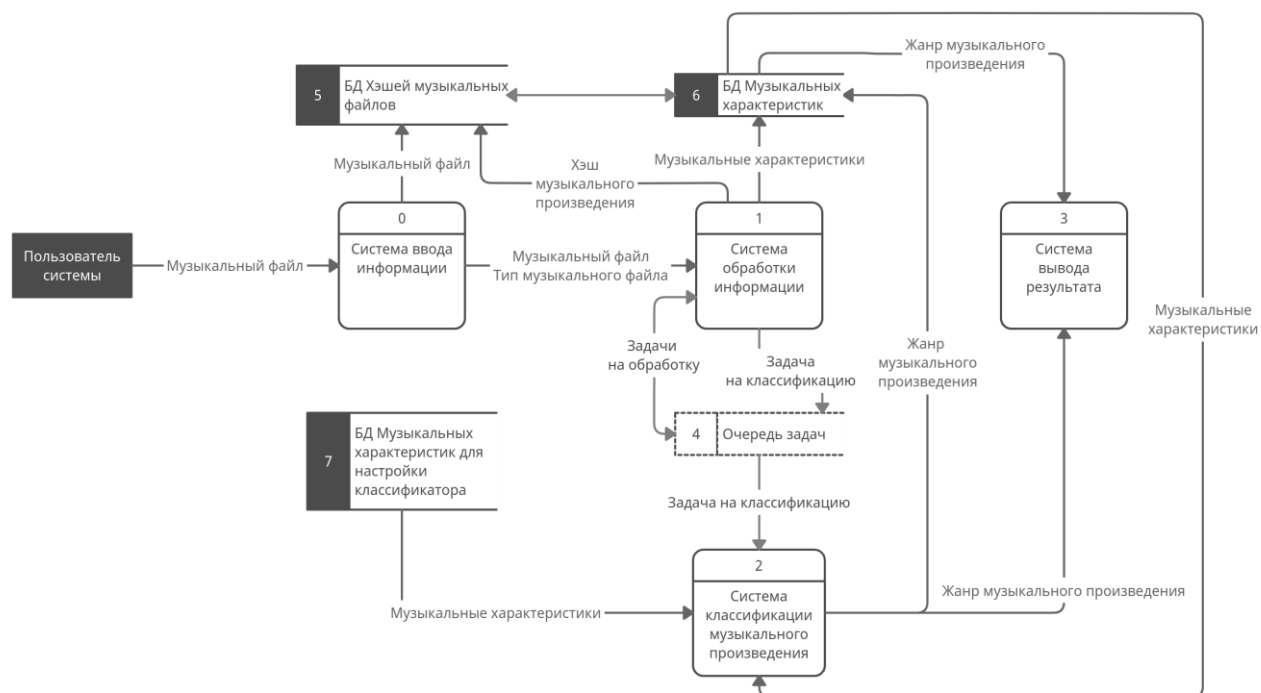 Жанр музыкального
произведения
5
БД Хэшей музыкальных
файлов
6
БД Музыкальных
характеристик
Музыкальный файл
Хэш
музыкального
произведения
Музыкальные характеристики
0
Система ввода
информации
1
Система
обработки
информации
3
Система
вывода
результата
Пользователь
системы
Музыкальный файл
Музыкальный файл
Тип музыкального файла
Музыкальные
характеристики
Задачи
на обработку
Задача
на классификацию
Жанр
музыкального
произведения
7
БД Музыкальных
характеристик для
настройки
классификатора
4
Очередь задач
Задача на классификацию
2
Система
классификации
музыкального
произведения
Музыкальные характеристики
Жанр музыкального произведения